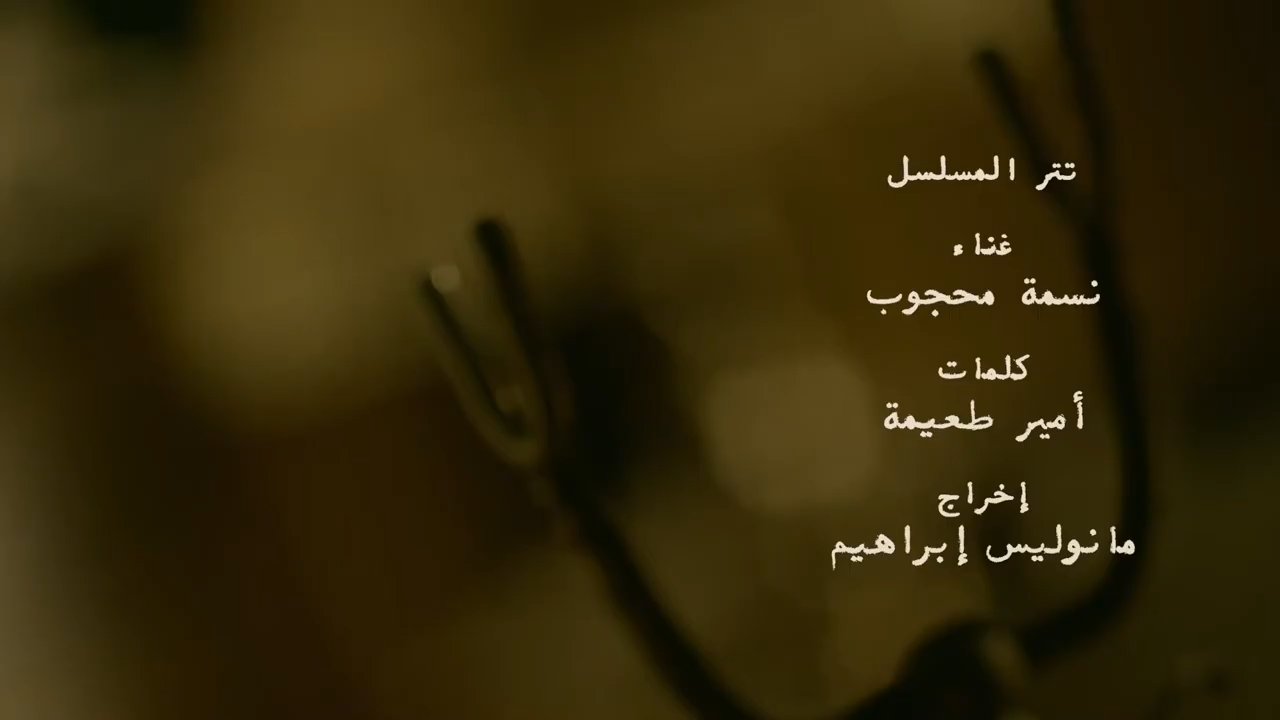 تتر المسلسل
غناء
نسمة محجوب
كلمات
أمير طعيمة
إخراج
مانوليس إبراهيم